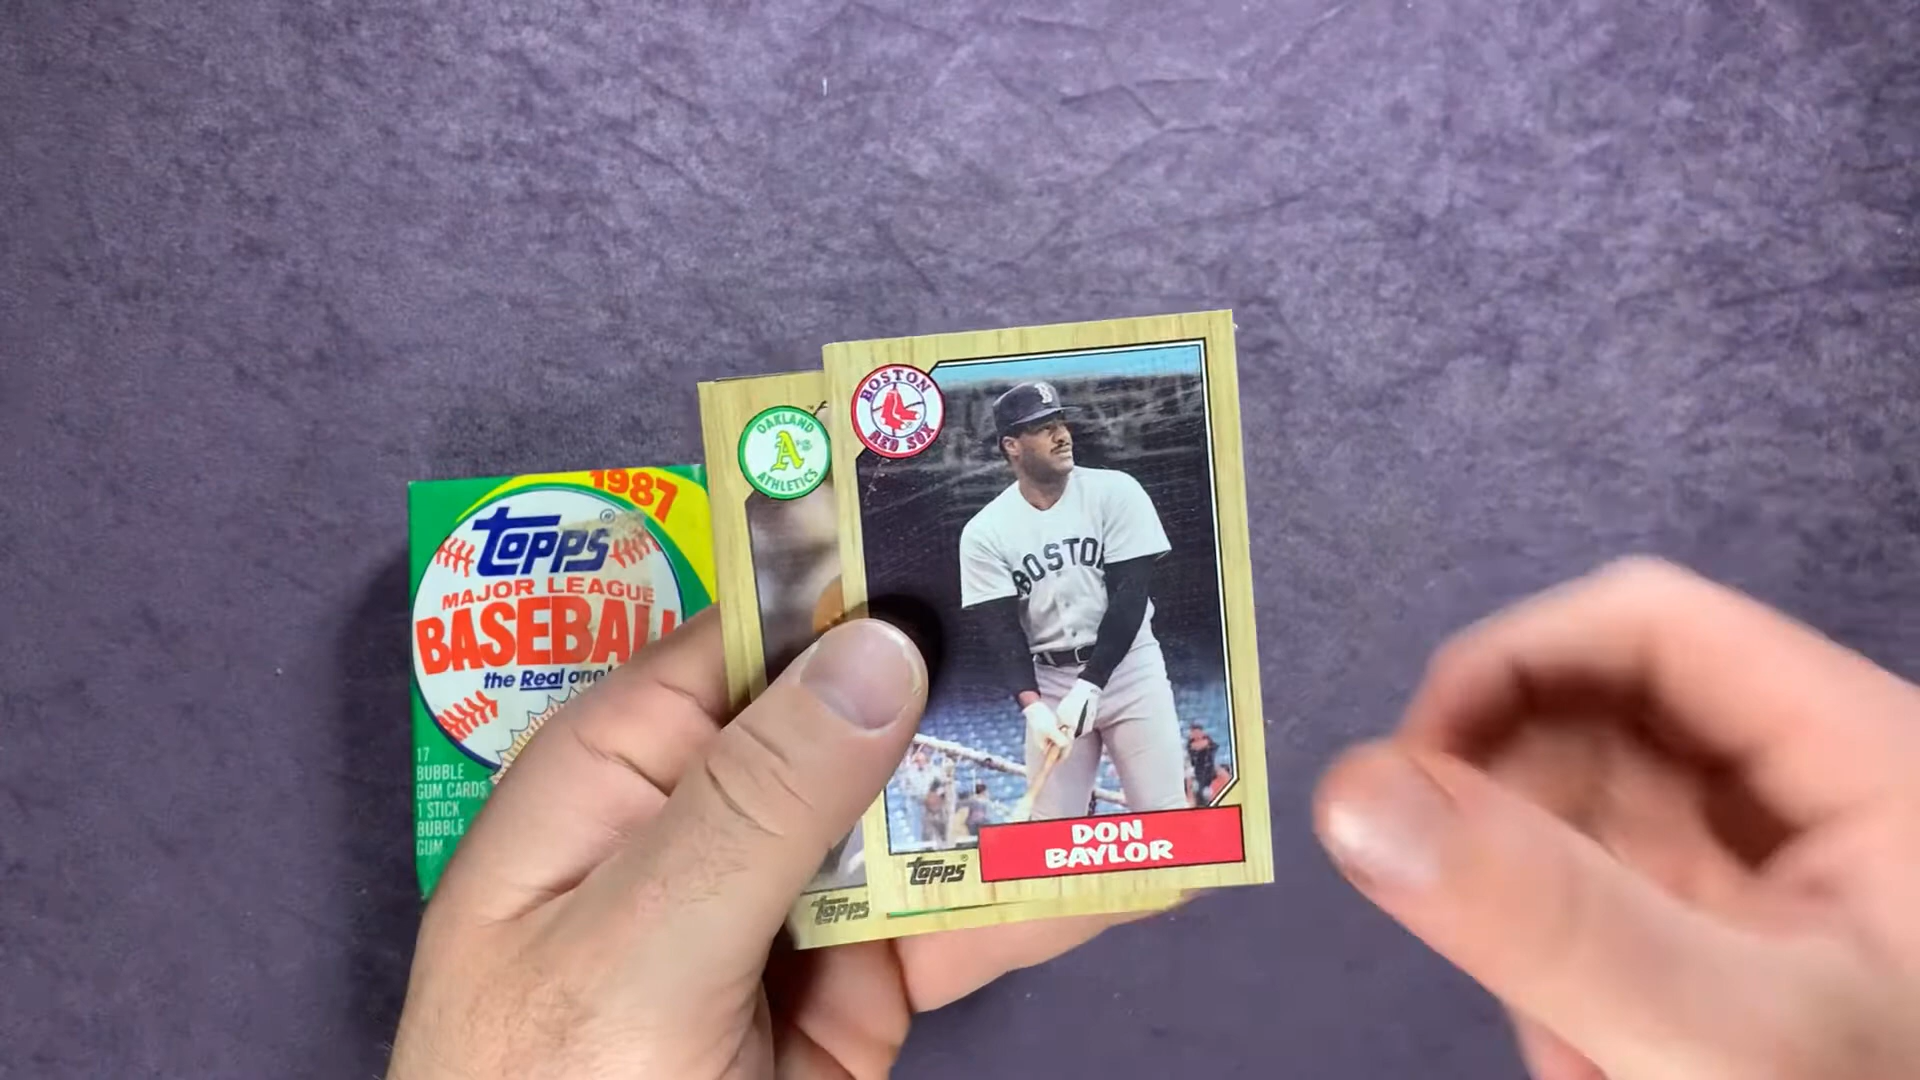 1987
topps
MAJOR LEAGUE
BASEBALL
the Real one!
17
BUBBLE
GUM CARDS
1 STICK
BUBBLE
GUM
OAKLAND
A's
ATHLETICS
topps
BOSTON
RED SOX
B
BOSTON
DON
BAYLOR
topps